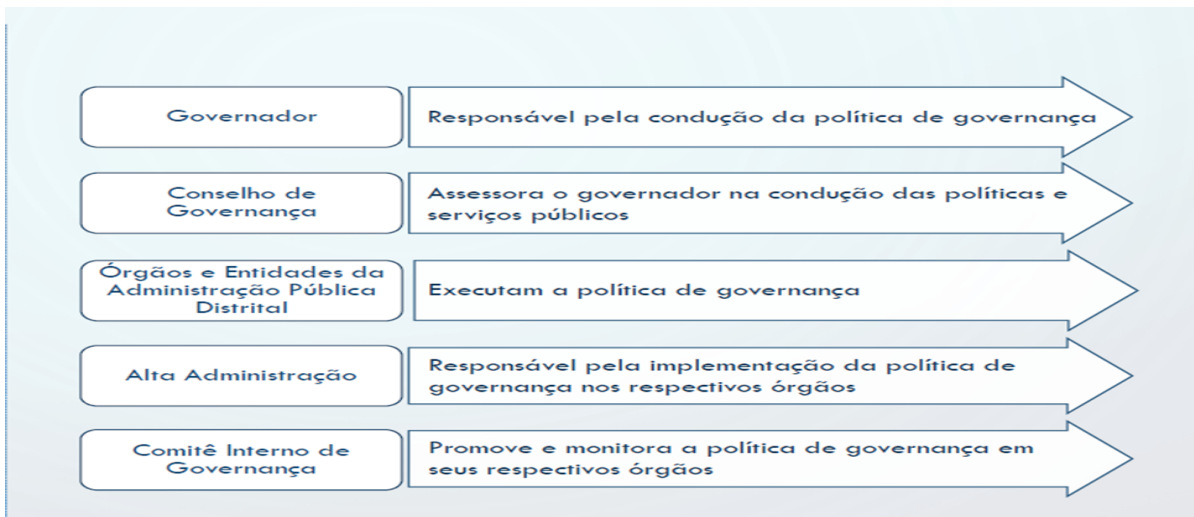 Governador
Responsável pela condução da política de governança
Conselho de
Governança
Assessora o governador na condução das políticas e
serviços públicos
Órgãos e Entidades da
Administração Pública
Distrital
Executam a política de governança
Alta Administração
Responsável pela implementação da política de
governança nos respectivos órgãos
Comitê Interno de
Governança
Promove e monitora a política de governança em
seus respectivos órgãos